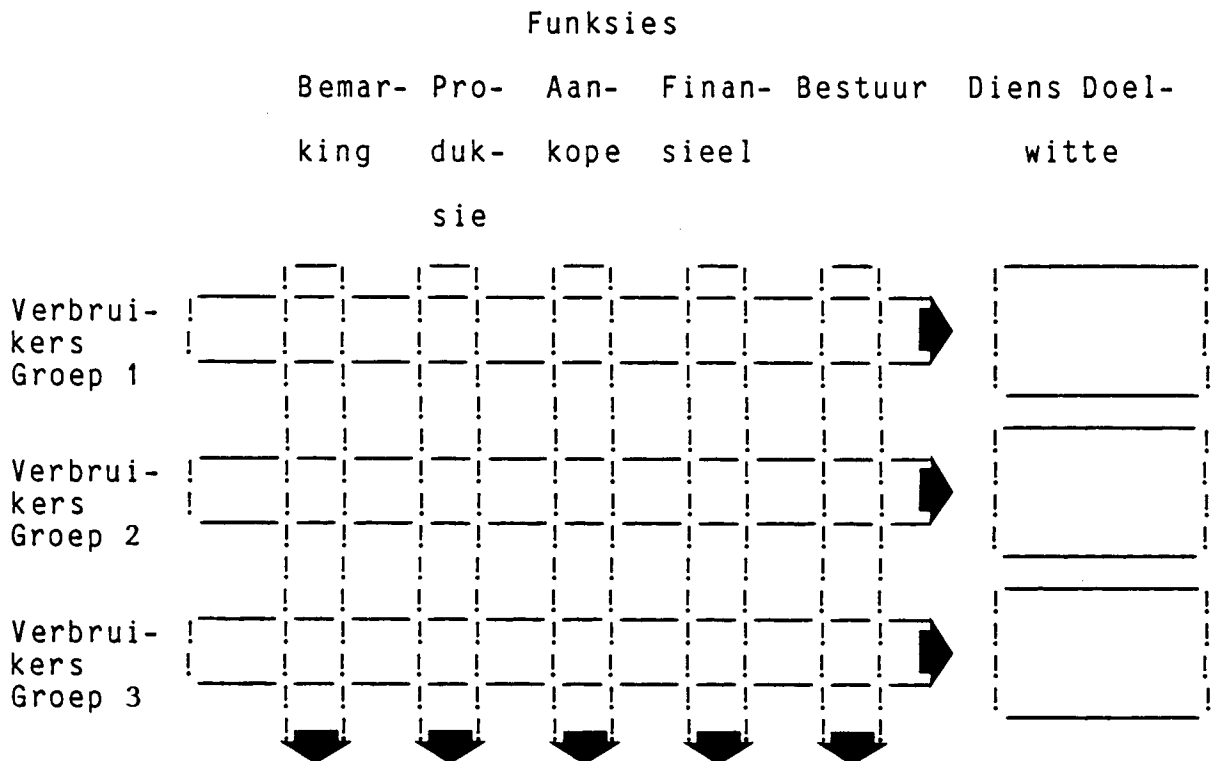 Funksies
Bemar- Pro- Aan- Finan- Bestuur Diens Doel-
king duk- kope sieel witte
sie
Verbrui-
kers
Groep 1
Verbrui-
kers
Groep 2
Verbrui-
kers
Groep 3